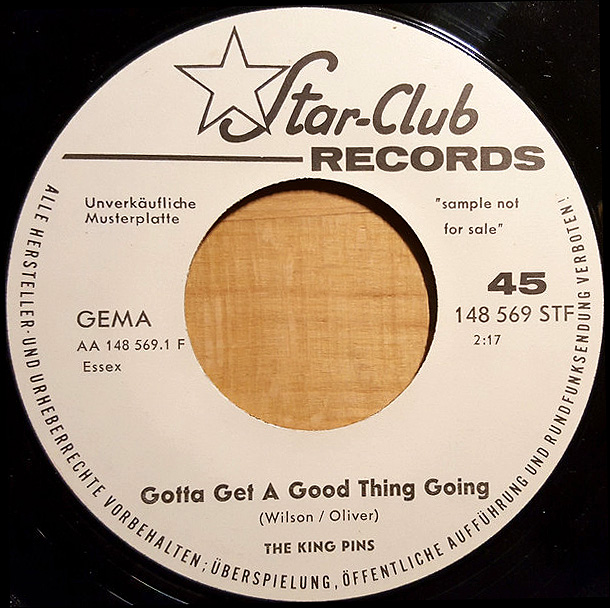 Star-Club
RECORDS
Unverkäufliche
Musterplatte
"sample not
for sale"
45
GEMA
148 569 STF
AA 148 569.1 F
2:17
Essex
Gotta Get A Good Thing Going
(Wilson / Oliver)
THE KING PINS
ALLE HERSTELLER- UND URHEBERRECHTE VORBEHALTEN; ÜBERSPIELUNG, ÖFFENTLICHE AUFFÜHRUNG UND RUNDFUNKSENDUNG VERBOTEN!